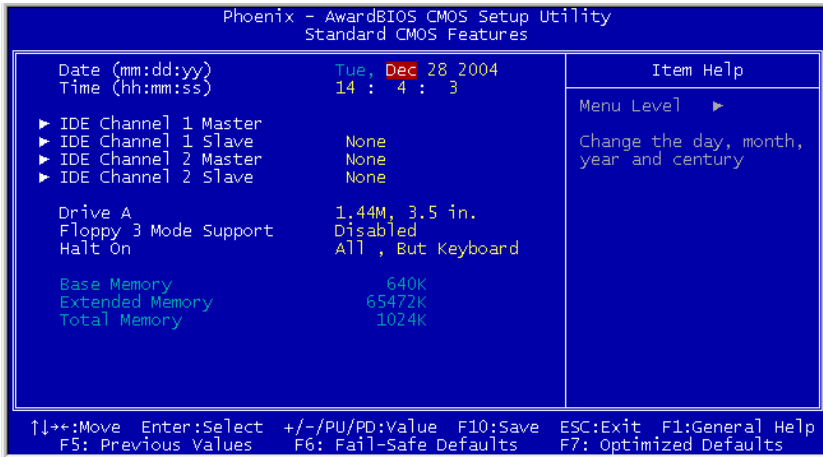 Phoenix - AwardBIOS CMOS Setup Utility
Standard CMOS Features
Date (mm:dd:yy) Tue, Dec 28 2004
Time (hh:mm:ss) 14 : 4 : 3
► IDE Channel 1 Master
► IDE Channel 1 Slave None
► IDE Channel 2 Master None
► IDE Channel 2 Slave None
Drive A 1.44M, 3.5 in.
Floppy 3 Mode Support Disabled
Halt On All , But Keyboard
Base Memory 640K
Extended Memory 65472K
Total Memory 1024K
Item Help
Menu Level ►
Change the day, month,
year and century
↑↓→←:Move Enter:Select +/-/PU/PD:Value F10:Save ESC:Exit F1:General Help
F5: Previous Values F6: Fail-Safe Defaults F7: Optimized Defaults